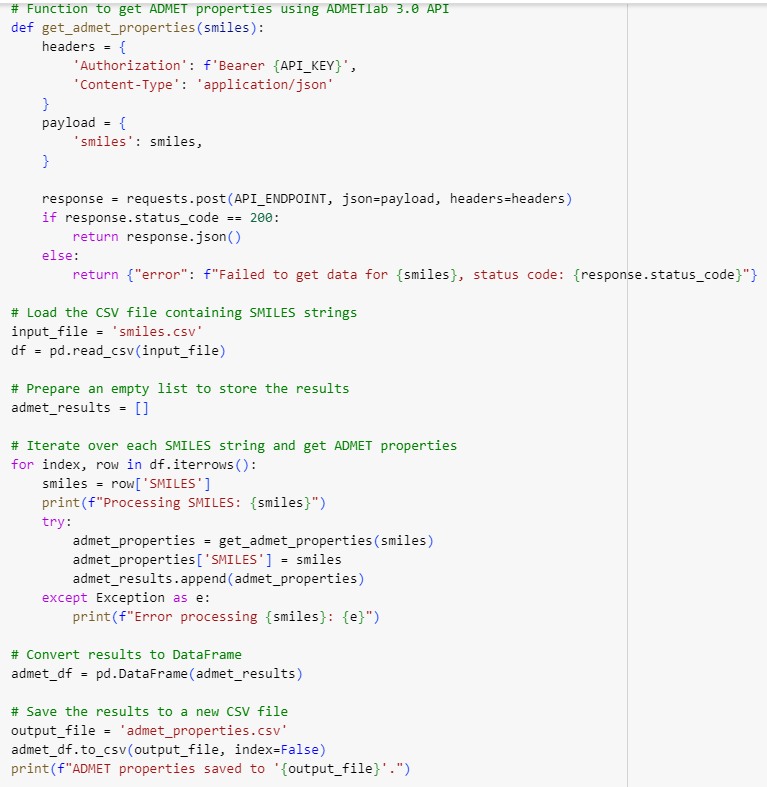 # Function to get ADMET properties using ADMETlab 3.0 API
def get_admet_properties(smiles):
    headers = {
        'Authorization': f'Bearer {API_KEY}',
        'Content-Type': 'application/json'
    }
    payload = {
        'smiles': smiles,
    }

    response = requests.post(API_ENDPOINT, json=payload, headers=headers)
    if response.status_code == 200:
        return response.json()
    else:
        return {"error": f"Failed to get data for {smiles}, status code: {response.status_code}"}

# Load the CSV file containing SMILES strings
input_file = 'smiles.csv'
df = pd.read_csv(input_file)

# Prepare an empty list to store the results
admet_results = []

# Iterate over each SMILES string and get ADMET properties
for index, row in df.iterrows():
    smiles = row['SMILES']
    print(f"Processing SMILES: {smiles}")
    try:
        admet_properties = get_admet_properties(smiles)
        admet_properties['SMILES'] = smiles
        admet_results.append(admet_properties)
    except Exception as e:
        print(f"Error processing {smiles}: {e}")

# Convert results to DataFrame
admet_df = pd.DataFrame(admet_results)

# Save the results to a new CSV file
output_file = 'admet_properties.csv'
admet_df.to_csv(output_file, index=False)
print(f"ADMET properties saved to '{output_file}'.")